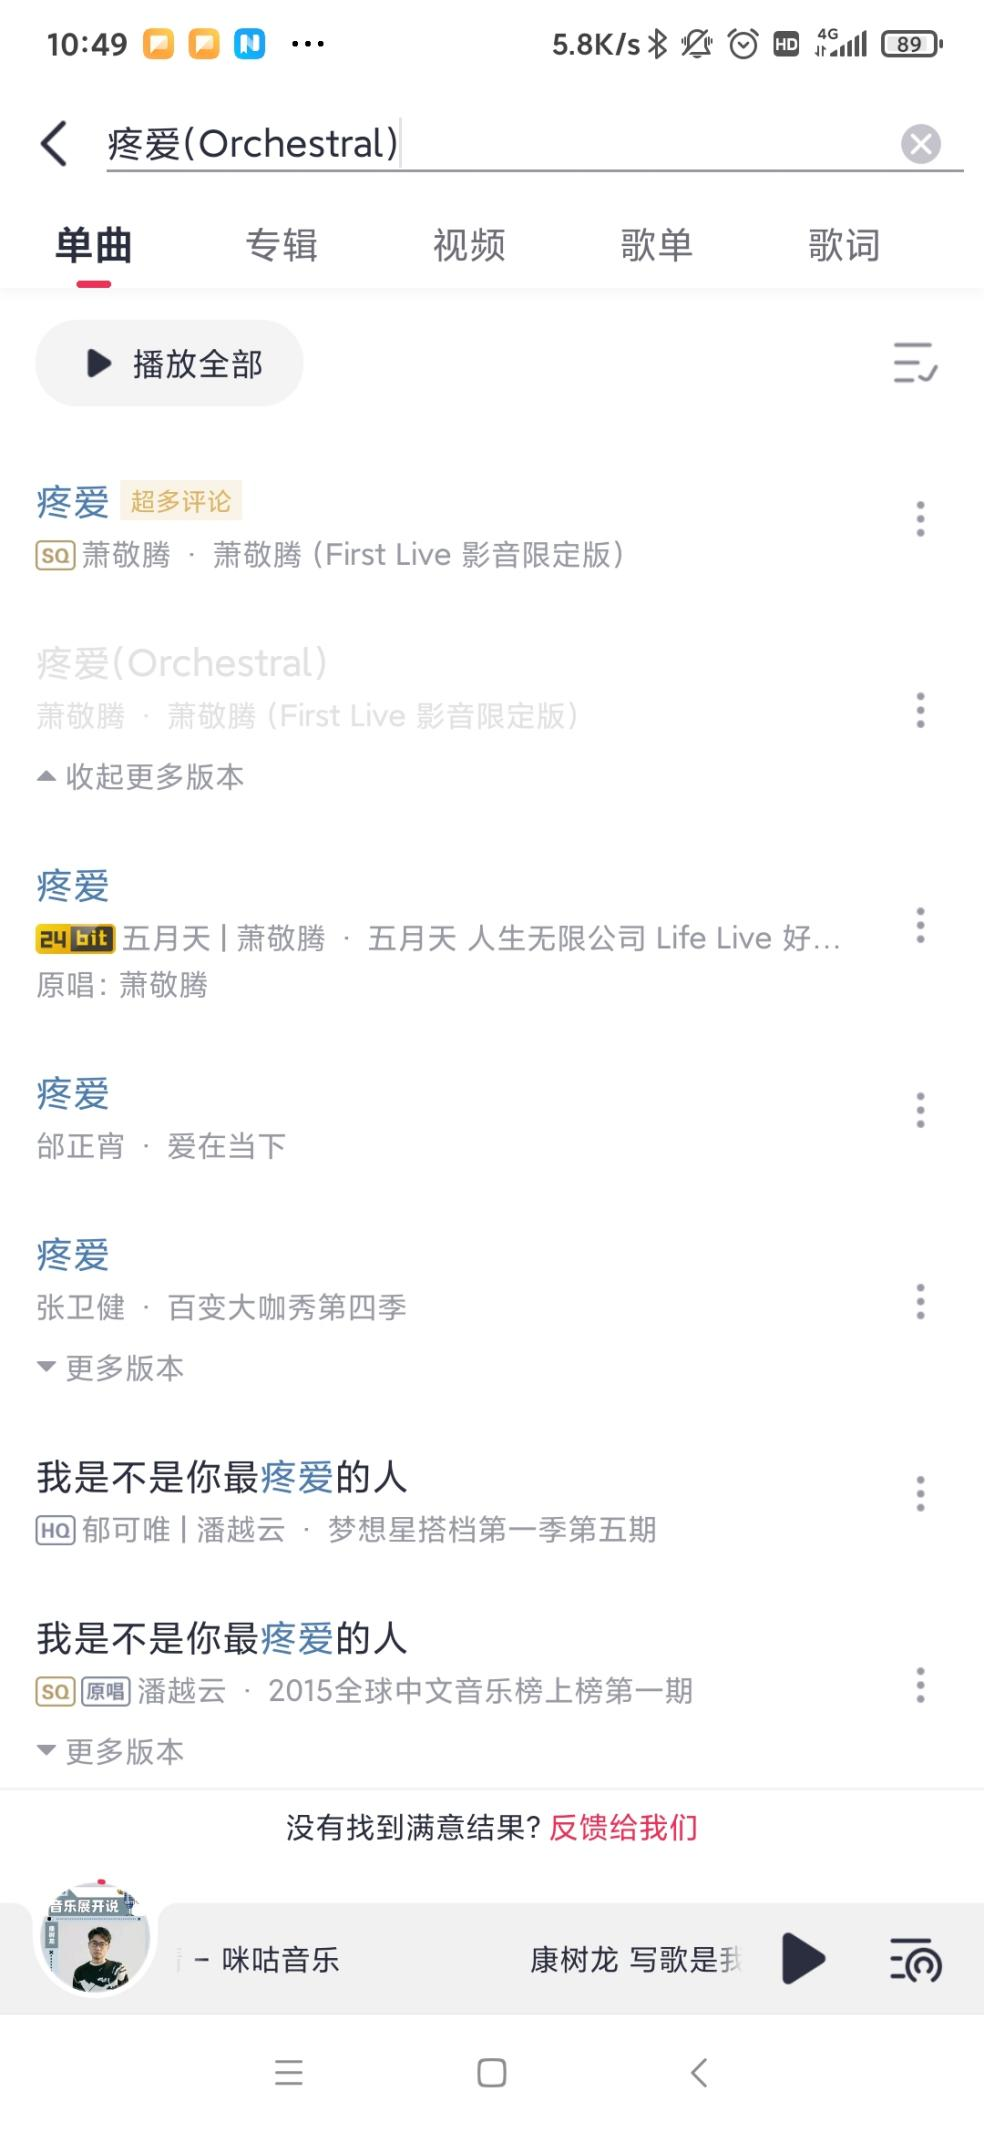 10:49
5.8K/s
HD
4G
89
疼爱(Orchestral)
单曲
专辑
视频
歌单
歌词
播放全部
疼爱 超多评论
SQ 萧敬腾 · 萧敬腾 (First Live 影音限定版)
疼爱(Orchestral)
萧敬腾 · 萧敬腾 (First Live 影音限定版)
收起更多版本
疼爱
24 bit 五月天 | 萧敬腾 · 五月天 人生无限公司 Life Live 好...
原唱: 萧敬腾
疼爱
邰正宵 · 爱在当下
疼爱
张卫健 · 百变大咖秀第四季
更多版本
我是不是你最疼爱的人
HQ 郁可唯 | 潘越云 · 梦想星搭档第一季第五期
我是不是你最疼爱的人
SQ 原唱 潘越云 · 2015全球中文音乐榜上榜第一期
更多版本
没有找到满意结果? 反馈给我们
音乐展开说
- 咪咕音乐
康树龙 写歌是我